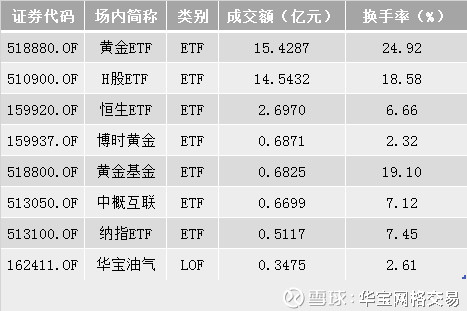 证券代码 场内简称 类别 成交额（亿元） 换手率（%）
518880.OF 黄金ETF ETF 15.4287 24.92
510900.OF H股ETF ETF 14.5432 18.58
159920.OF 恒生ETF ETF 2.6970 6.66
159937.OF 博时黄金 ETF 0.6871 2.32
518800.OF 黄金基金 ETF 0.6825 19.10
513050.OF 中概互联 ETF 0.6699 7.12
513100.OF 纳指ETF ETF 0.5117 7.45
162411.OF 华宝油气 LOF 0.3475 2.61
雪球：华宝网格交易